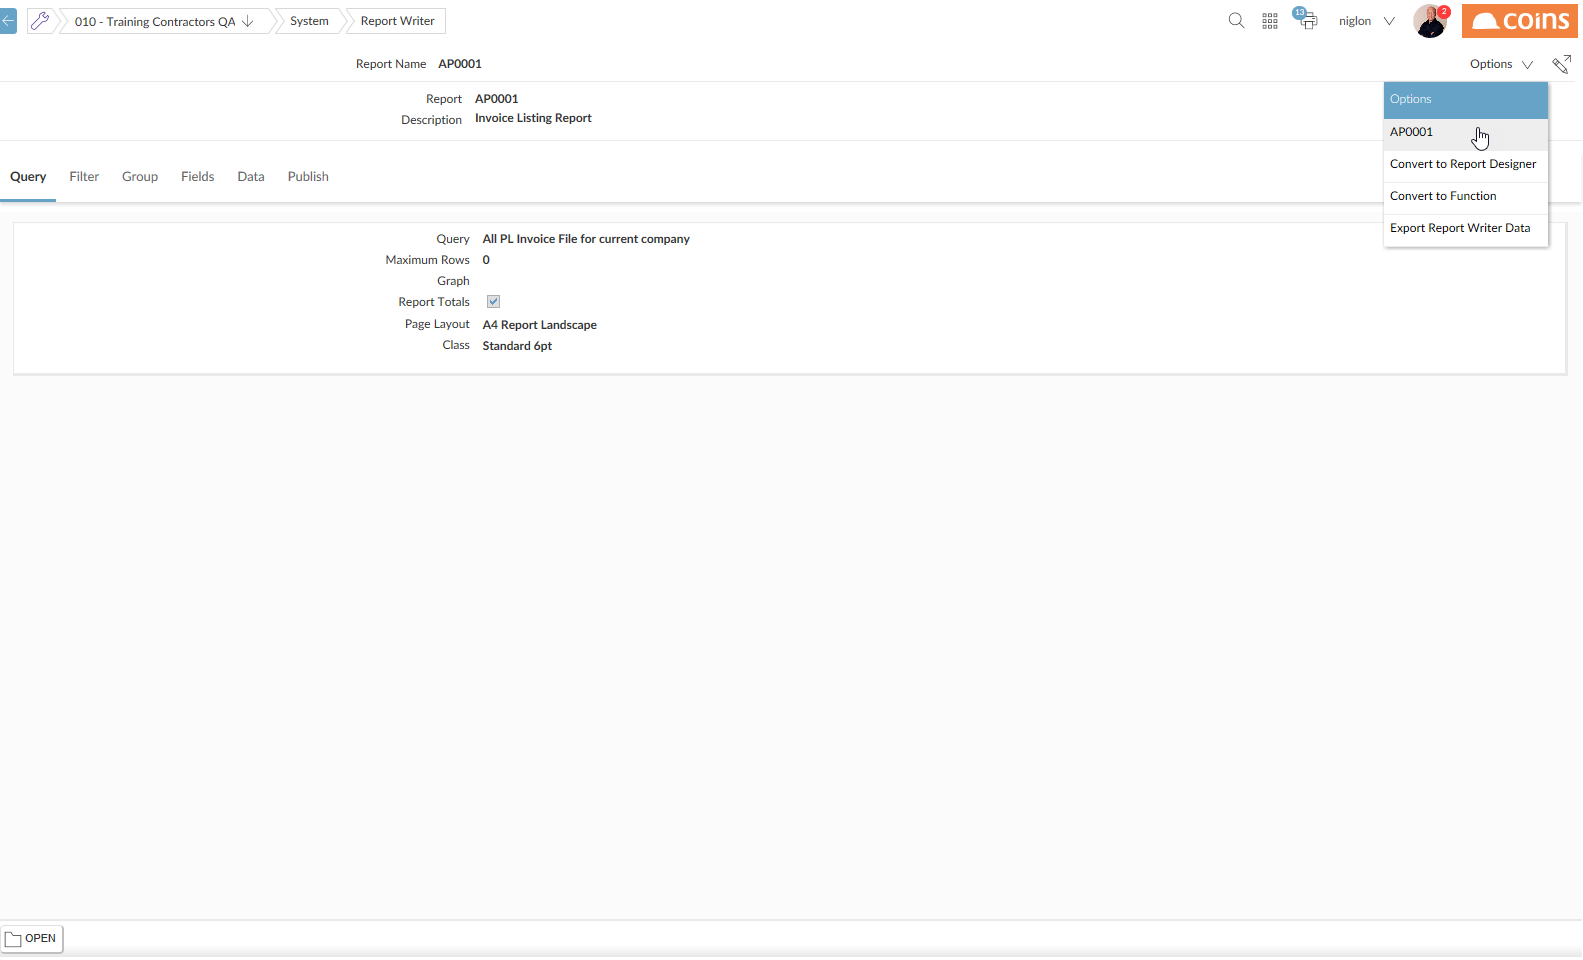 010 - Training Contractors QA
System
Report Writer
13
niglon
2
coins
Report Name AP0001
Options
Report AP0001
Description Invoice Listing Report
Options
AP0001
Convert to Report Designer
Convert to Function
Export Report Writer Data
Query Filter Group Fields Data Publish
Query All PL Invoice File for current company
Maximum Rows 0
Graph
Report Totals
Page Layout A4 Report Landscape
Class Standard 6pt
OPEN